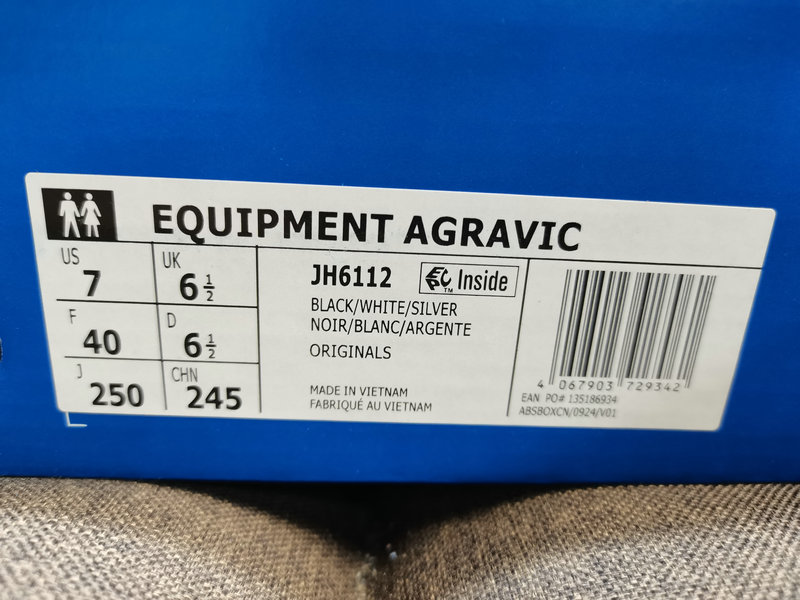 EQUIPMENT AGRAVIC
US 7 UK 6 1/2
F 40 D 6 1/2
J 250 CHN 245
JH6112 Inside
TM
BLACK/WHITE/SILVER
NOIR/BLANC/ARGENTE
ORIGINALS
MADE IN VIETNAM
FABRIQUÉ AU VIETNAM
4 067903 729342
EAN PO# 135186934
ABSBOXCN/0924/V01